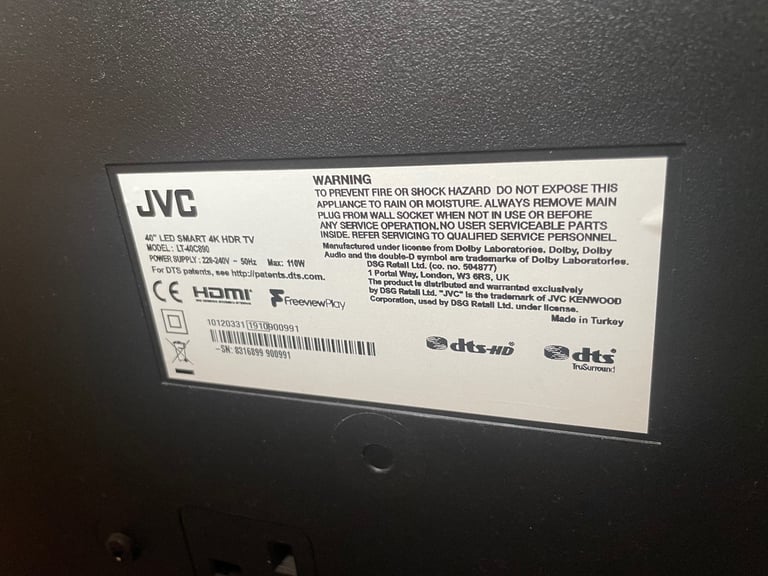 JVC
40" LED SMART 4K HDR TV
MODEL: LT-40C890
POWER SUPPLY : 220-240V ~ 50Hz Max: 110W
For DTS patents, see http://patents.dts.com.
CE HDMI FreeviewPlay
10120331 1910 900991
-SN: 8316899 900991
WARNING
TO PREVENT FIRE OR SHOCK HAZARD DO NOT EXPOSE THIS
APPLIANCE TO RAIN OR MOISTURE. ALWAYS REMOVE MAIN
PLUG FROM WALL SOCKET WHEN NOT IN USE OR BEFORE
ANY SERVICE OPERATION.NO USER SERVICEABLE PARTS
INSIDE. REFER SERVICING TO QUALIFIED SERVICE PERSONNEL.
Manufactured under license from Dolby Laboratories. Dolby, Dolby
Audio and the double-D symbol are trademarks of Dolby Laboratories.
DSG Retail Ltd. (co. no. 504877)
1 Portal Way, London, W3 6RS, UK
The product is distributed and warranted exclusively
by DSG Retail Ltd. "JVC" is the trademark of JVC KENWOOD
Corporation, used by DSG Retail Ltd. under license.
Made in Turkey
dts-HD
dts
TruSurround